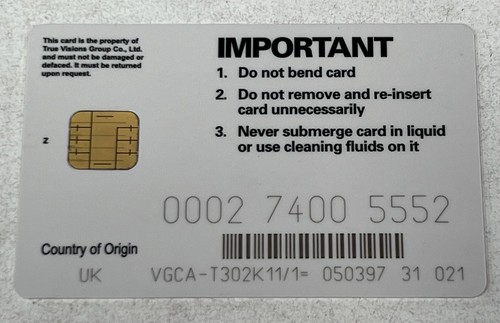 This card is the property of
True Visions Group Co., Ltd.
and must not be damaged or
defaced. It must be returned
upon request.
IMPORTANT
1. Do not bend card
2. Do not remove and re-insert
card unnecessarily
3. Never submerge card in liquid
or use cleaning fluids on it
z
0002 7400 5552
Country of Origin
UK
VGCA-T302K11/1= 050397 31 021